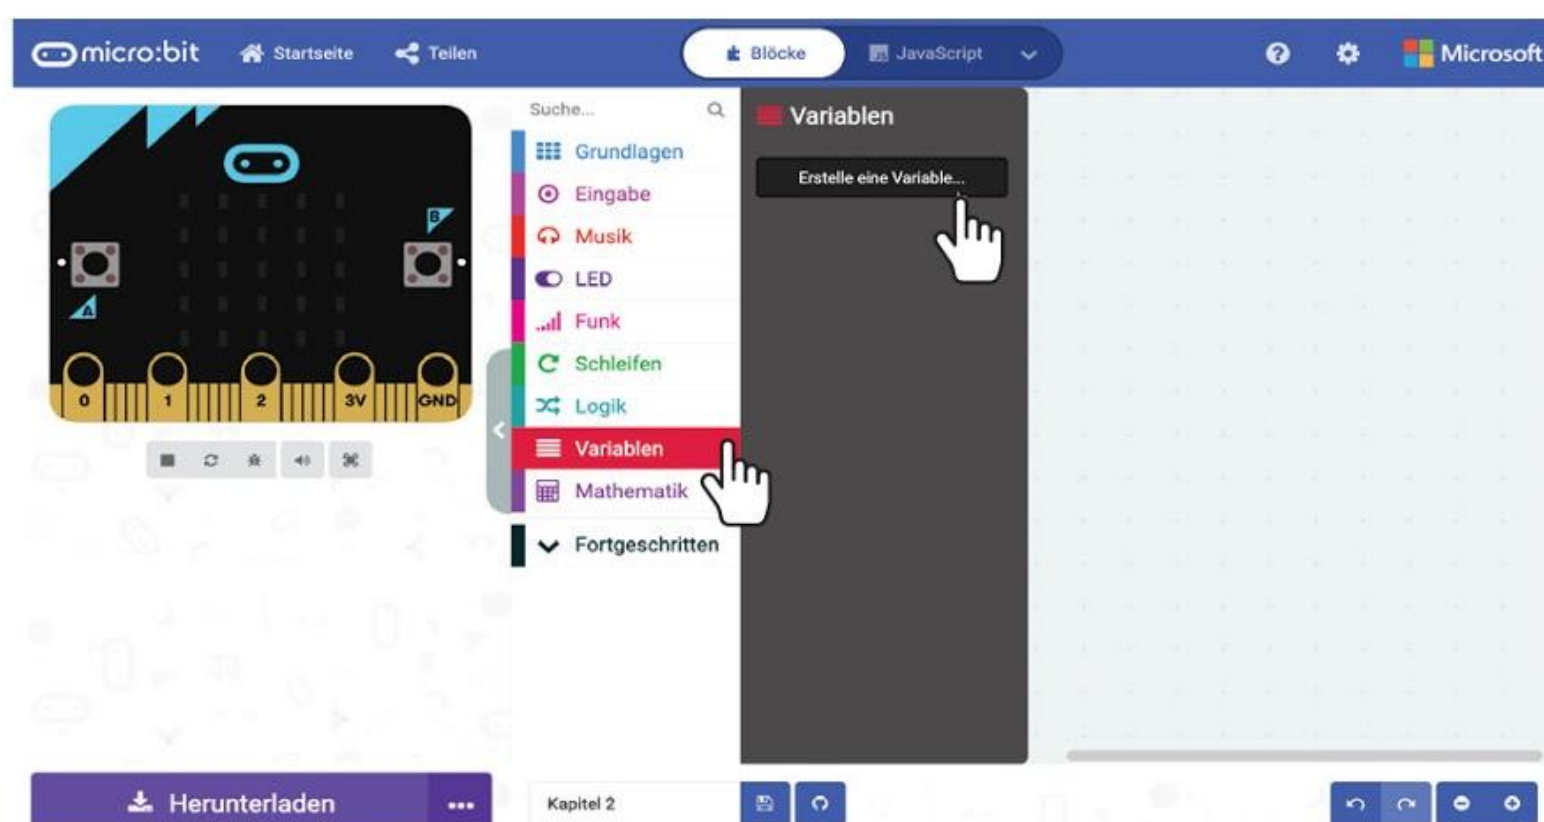 micro:bit Startseite Teilen Blöcke JavaScript Microsoft
Suche...
Grundlagen
Eingabe
Musik
LED
Funk
Schleifen
Logik
Variablen
Mathematik
Fortgeschritten
Variablen
Erstelle eine Variable...
B
A
0 1 2 3V GND
Herunterladen ...
Kapitel 2